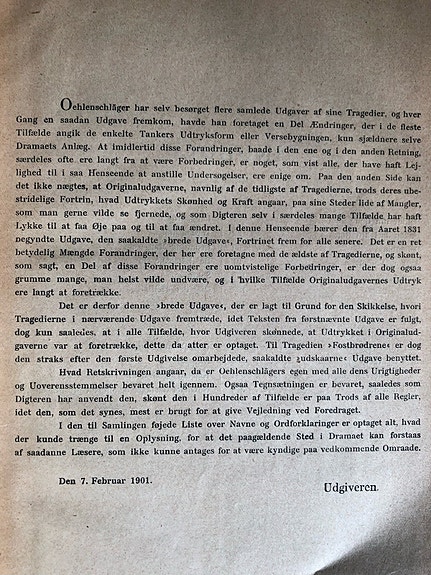 Oehlenschläger har selv besørget flere samlede Udgaver af sine Tragedier, og hver
Gang en saadan Udgave fremkom, havde han foretaget en Del Ændringer, der i de fleste
Tilfælde angik de enkelte Tankers Udtryksform eller Versebygningen, kun sjældnere selve
Dramaets Anlæg. At imidlertid disse Forandringer, baade i den ene og i den anden Retning,
særdeles ofte ere langt fra at være Forbedringer, er noget, som vist alle, der have haft Lej-
lighed til i saa Henseende at anstille Undersøgelser, ere enige om. Paa den anden Side kan
det ikke nægtes, at Originaludgaverne, navnlig af de tidligste af Tragedierne, trods deres ube-
stridelige Fortrin, hvad Udtrykkets Skønhed og Kraft angaar, paa sine Steder lide af Mangler,
som man gerne vilde se fjernede, og som Digteren selv i særdeles mange Tilfælde har haft
Lykke til at faa Øje paa og til at faa ændret. I denne Henseende bærer den fra Aaret 1831
begyndte Udgave, den saakaldte »brede Udgave«, Fortrinet frem for alle senere. Det er en ret
betydelig Mængde Forandringer, der her ere foretagne med de ældste af Tragedierne, og skønt,
som sagt, en Del af disse Forandringer ere uomtvistelige Forbedringer, er der dog ogsaa
grumme mange, man helst vilde undvære, og i hvilke Tilfælde Originaludgavernes Udtryk
ere langt at foretrække.
Det er derfor denne »brede Udgave«, der er lagt til Grund for den Skikkelse, hvori
Tragedierne i nærværende Udgave fremtræde, idet Teksten fra førstnævnte Udgave er fulgt,
dog kun saaledes, at i alle Tilfælde, hvor Udgiveren skønnede, at Udtrykket i Originalud-
gaverne var at foretrække, dette da atter er optaget. Til Tragedien »Fostbrødrene« er dog
den straks efter den første Udgivelse omarbejdede, saakaldte »udskaarne« Udgave benyttet.
Hvad Retskrivningen angaar, da er Oehlenschlägers egen med alle dens Urigtigheder
og Uoverensstemmelser bevaret helt igennem. Ogsaa Tegnsætningen er bevaret, saaledes som
Digteren har anvendt den, skønt den i Hundreder af Tilfælde er paa Trods af alle Regler,
idet den, som det synes, mest er brugt for at give Vejledning ved Foredraget.
I den til Samlingen føjede Liste over Navne og Ordforklaringer er optaget alt, hvad
der kunde trænge til en Oplysning, for at det paagældende Sted i Dramaet kan forstaas
af saadanne Læsere, som ikke kunne antages for at være kyndige paa vedkommende Omraade.
Den 7. Februar 1901.
Udgiveren.